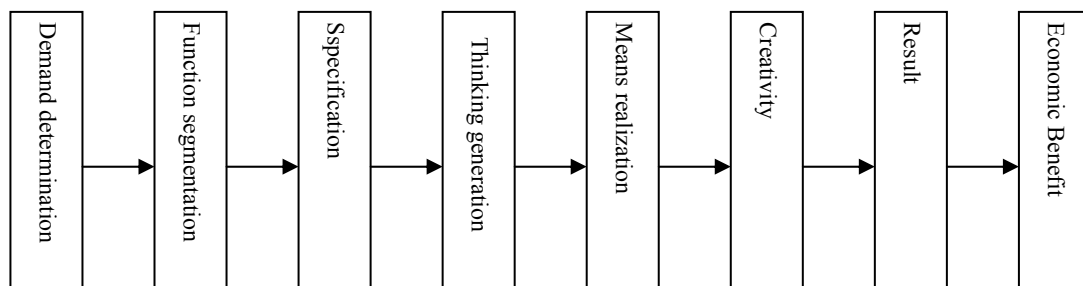 Demand determination
Function segmentation
Sspecification
Thinking generation
Means realization
Creativity
Result
Economic Benefit